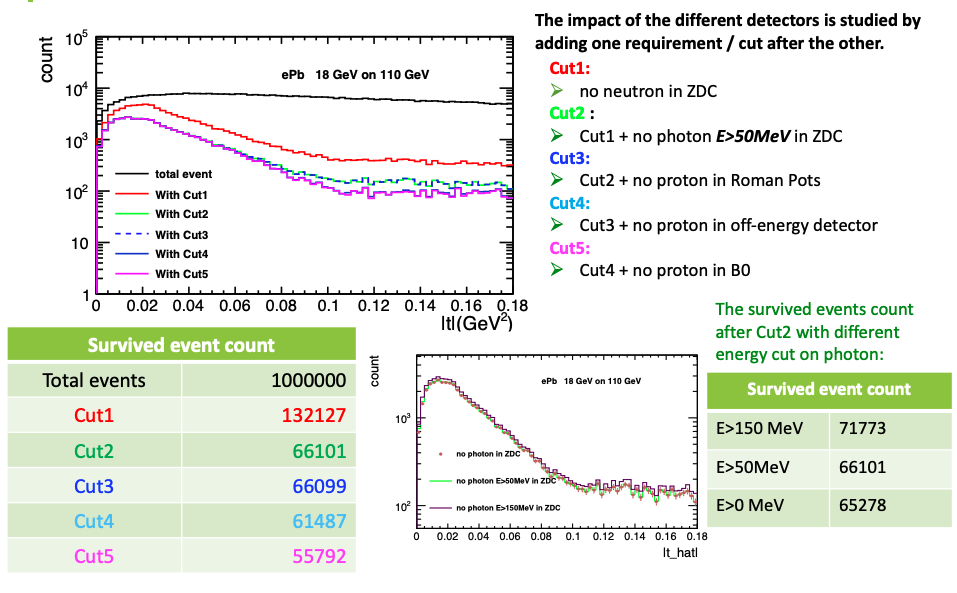 The impact of the different detectors is studied by
adding one requirement / cut after the other.
Cut1:
no neutron in ZDC
Cut2 :
Cut1 + no photon E>50MeV in ZDC
Cut3:
Cut2 + no proton in Roman Pots
Cut4:
Cut3 + no proton in off-energy detector
Cut5:
Cut4 + no proton in B0
count
10^5
10^4
10^3
10^2
10
1
ePb 18 GeV on 110 GeV
total event
With Cut1
With Cut2
With Cut3
With Cut4
With Cut5
0 0.02 0.04 0.06 0.08 0.1 0.12 0.14 0.16 0.18
|t|(GeV^2)
Survived event count
Total events 1000000
Cut1 132127
Cut2 66101
Cut3 66099
Cut4 61487
Cut5 55792
count
10^3
10^2
ePb 18 GeV on 110 GeV
no photon in ZDC
no photon E>50MeV in ZDC
no photon E>150MeV in ZDC
0 0.02 0.04 0.06 0.08 0.1 0.12 0.14 0.16 0.18
|t_hat|
The survived events count
after Cut2 with different
energy cut on photon:
Survived event count
E>150 MeV 71773
E>50MeV 66101
E>0 MeV 65278